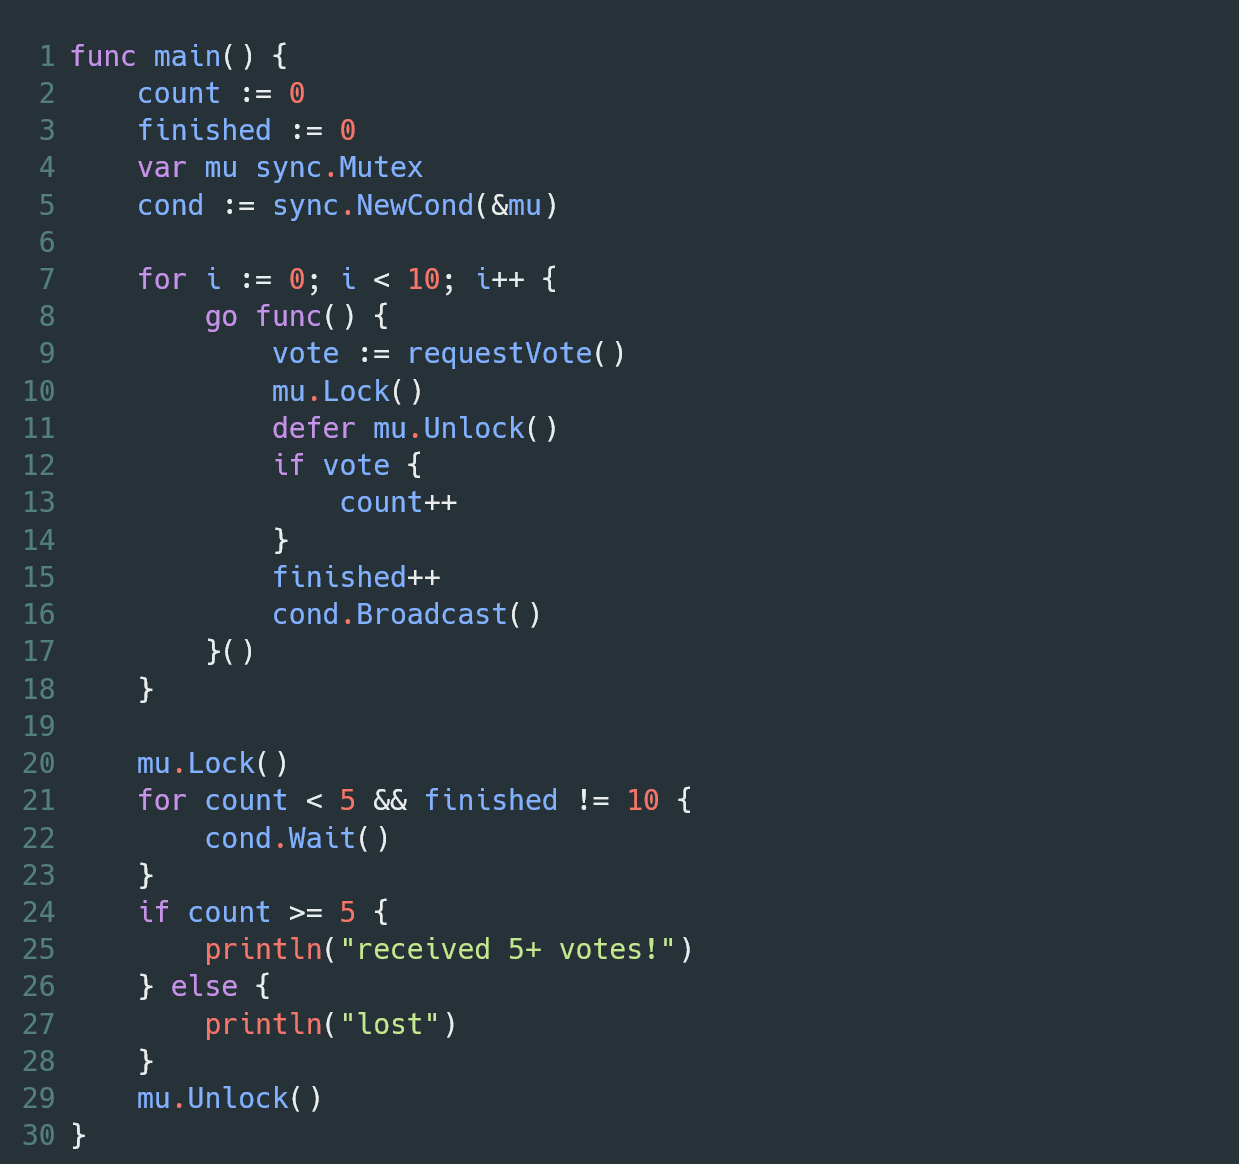 1 func main() {
2     count := 0
3     finished := 0
4     var mu sync.Mutex
5     cond := sync.NewCond(&mu)
6
7     for i := 0; i < 10; i++ {
8         go func() {
9             vote := requestVote()
10             mu.Lock()
11             defer mu.Unlock()
12             if vote {
13                 count++
14             }
15             finished++
16             cond.Broadcast()
17         }()
18     }
19
20     mu.Lock()
21     for count < 5 && finished != 10 {
22         cond.Wait()
23     }
24     if count >= 5 {
25         println("received 5+ votes!")
26     } else {
27         println("lost")
28     }
29     mu.Unlock()
30 }